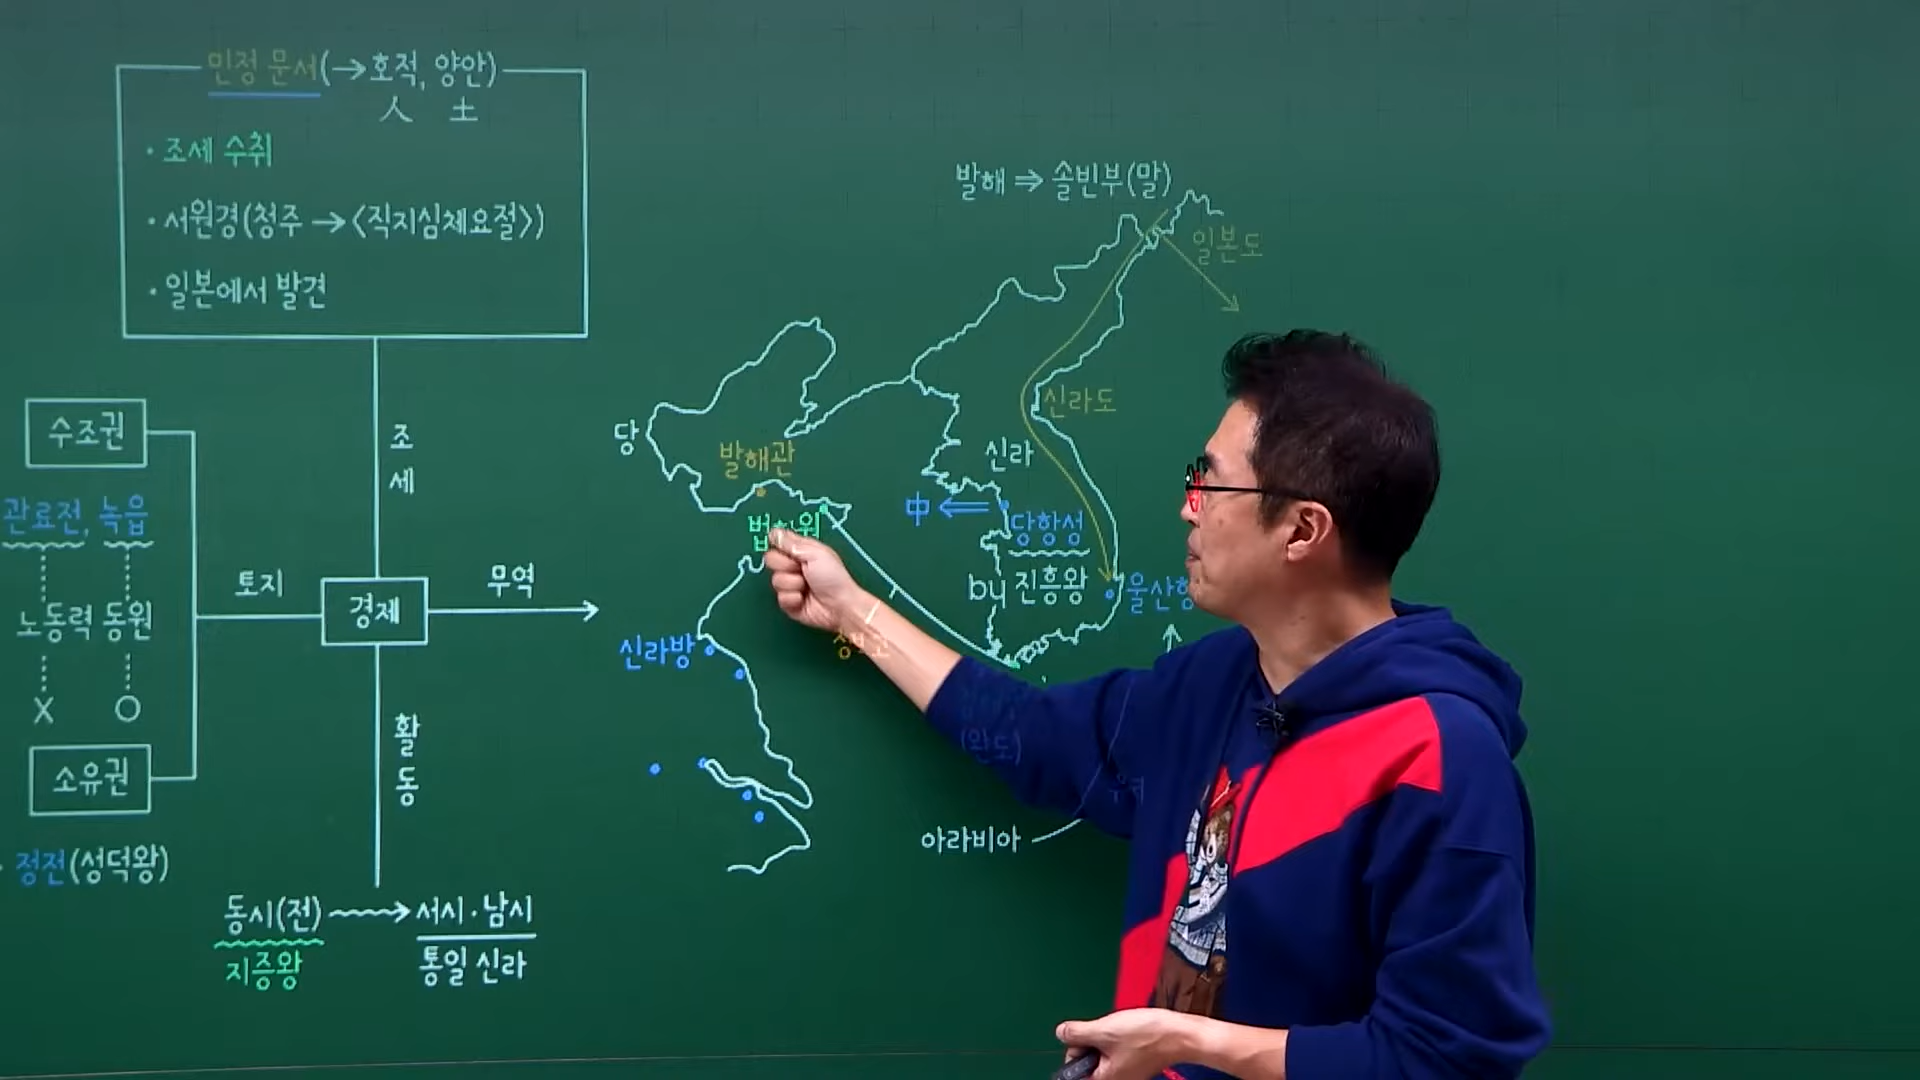 민정 문서(→호적, 양안)
人 土
· 조세 수취
· 서원경(청주→<직지심체요절>)
· 일본에서 발견
수조권
관료전, 녹읍
노동력 동원
X O
소유권
정전(성덕왕)
조세
토지
경제
무역
활동
동시(전) → 서시·남시
지증왕
통일 신라
발해 ⇒ 솔빈부(말)
일본도
신라도
당
발해관
신라
中 ⇐
당항성
by 진흥왕
울산항
신라방
(완도)
아라비아